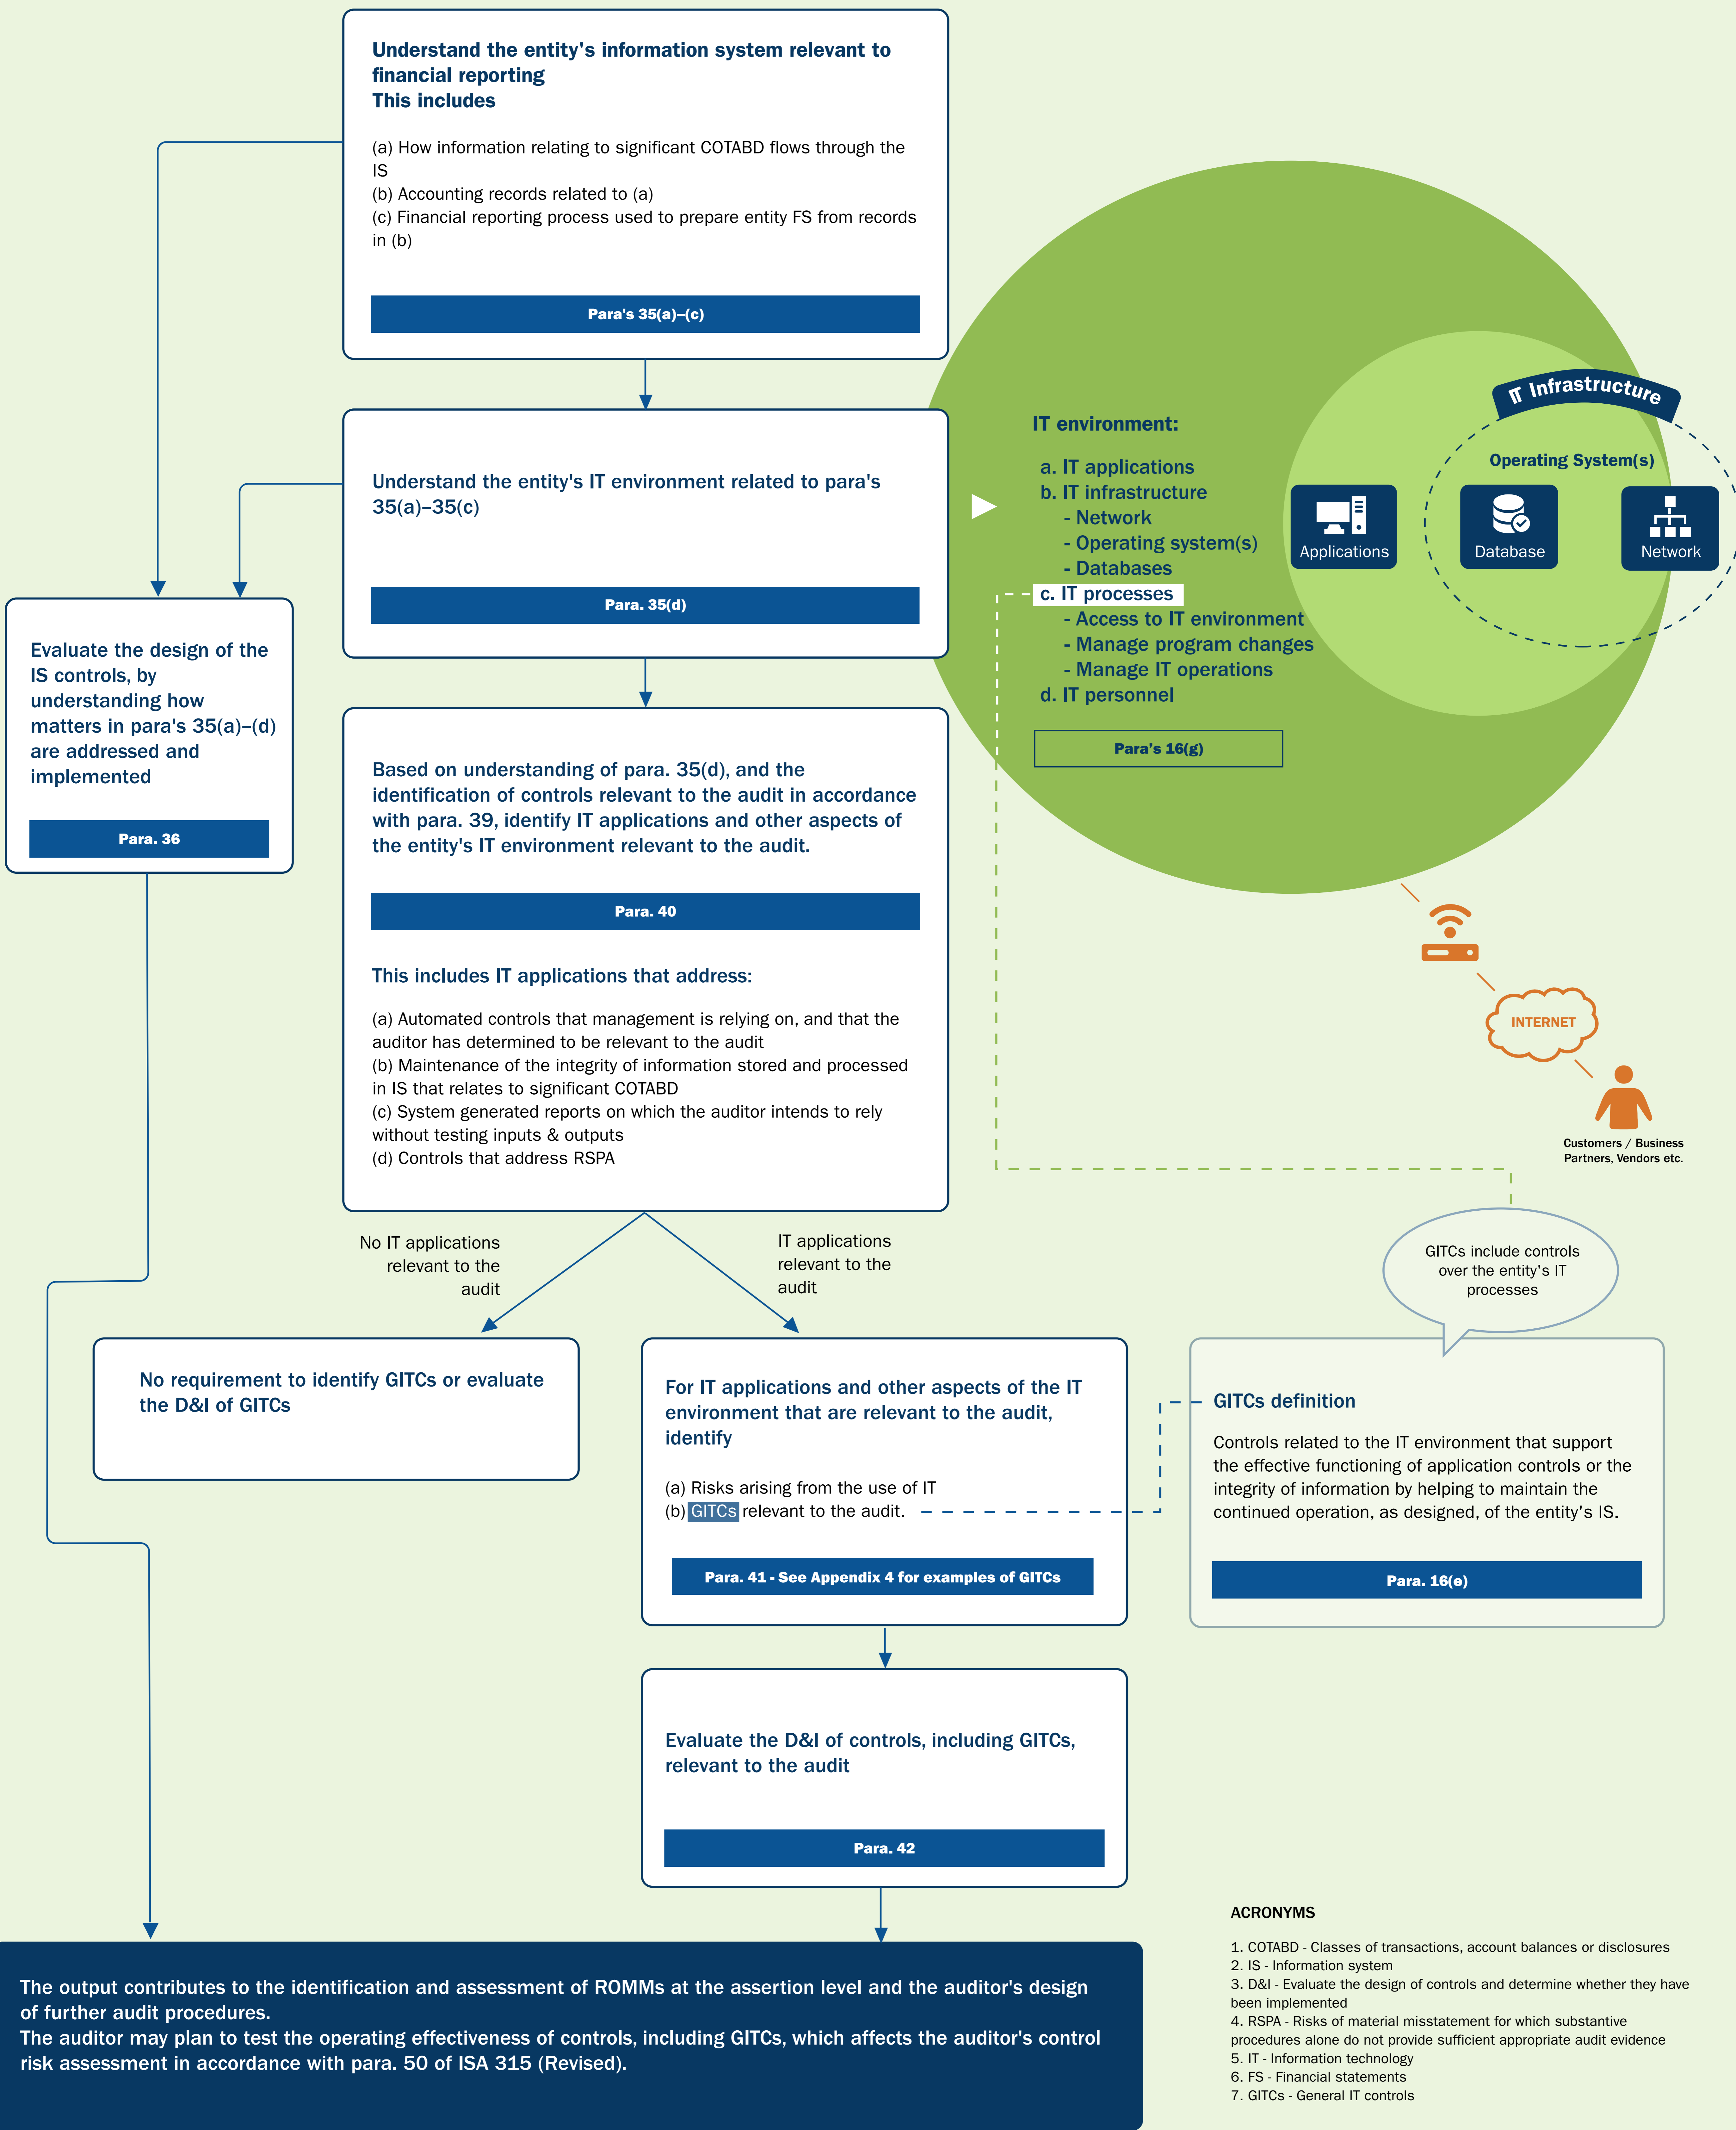 Understand the entity's information system relevant to
financial reporting
This includes
(a) How information relating to significant COTABD flows through the
IS
(b) Accounting records related to (a)
(c) Financial reporting process used to prepare entity FS from records
in (b)
Para's 35(a)–(c)
Understand the entity's IT environment related to para's
35(a)–35(c)
Para. 35(d)
IT environment:
a. IT applications
b. IT infrastructure
- Network
- Operating system(s)
- Databases
c. IT processes
- Access to IT environment
- Manage program changes
- Manage IT operations
d. IT personnel
Para’s 16(g)
IT Infrastructure
Operating System(s)
Applications
Database
Network
Evaluate the design of the
IS controls, by
understanding how
matters in para's 35(a)–(d)
are addressed and
implemented
Para. 36
Based on understanding of para. 35(d), and the
identification of controls relevant to the audit in accordance
with para. 39, identify IT applications and other aspects of
the entity's IT environment relevant to the audit.
Para. 40
This includes IT applications that address:
(a) Automated controls that management is relying on, and that the
auditor has determined to be relevant to the audit
(b) Maintenance of the integrity of information stored and processed
in IS that relates to significant COTABD
(c) System generated reports on which the auditor intends to rely
without testing inputs & outputs
(d) Controls that address RSPA
INTERNET
Customers / Business
Partners, Vendors etc.
No IT applications
relevant to the
audit
IT applications
relevant to the
audit
GITCs include controls
over the entity's IT
processes
No requirement to identify GITCs or evaluate
the D&I of GITCs
For IT applications and other aspects of the IT
environment that are relevant to the audit,
identify
(a) Risks arising from the use of IT
(b) GITCs relevant to the audit.
Para. 41 - See Appendix 4 for examples of GITCs
GITCs definition
Controls related to the IT environment that support
the effective functioning of application controls or the
integrity of information by helping to maintain the
continued operation, as designed, of the entity's IS.
Para. 16(e)
Evaluate the D&I of controls, including GITCs,
relevant to the audit
Para. 42
The output contributes to the identification and assessment of ROMMs at the assertion level and the auditor's design
of further audit procedures.
The auditor may plan to test the operating effectiveness of controls, including GITCs, which affects the auditor's control
risk assessment in accordance with para. 50 of ISA 315 (Revised).
ACRONYMS
1. COTABD - Classes of transactions, account balances or disclosures
2. IS - Information system
3. D&I - Evaluate the design of controls and determine whether they have
been implemented
4. RSPA - Risks of material misstatement for which substantive
procedures alone do not provide sufficient appropriate audit evidence
5. IT - Information technology
6. FS - Financial statements
7. GITCs - General IT controls